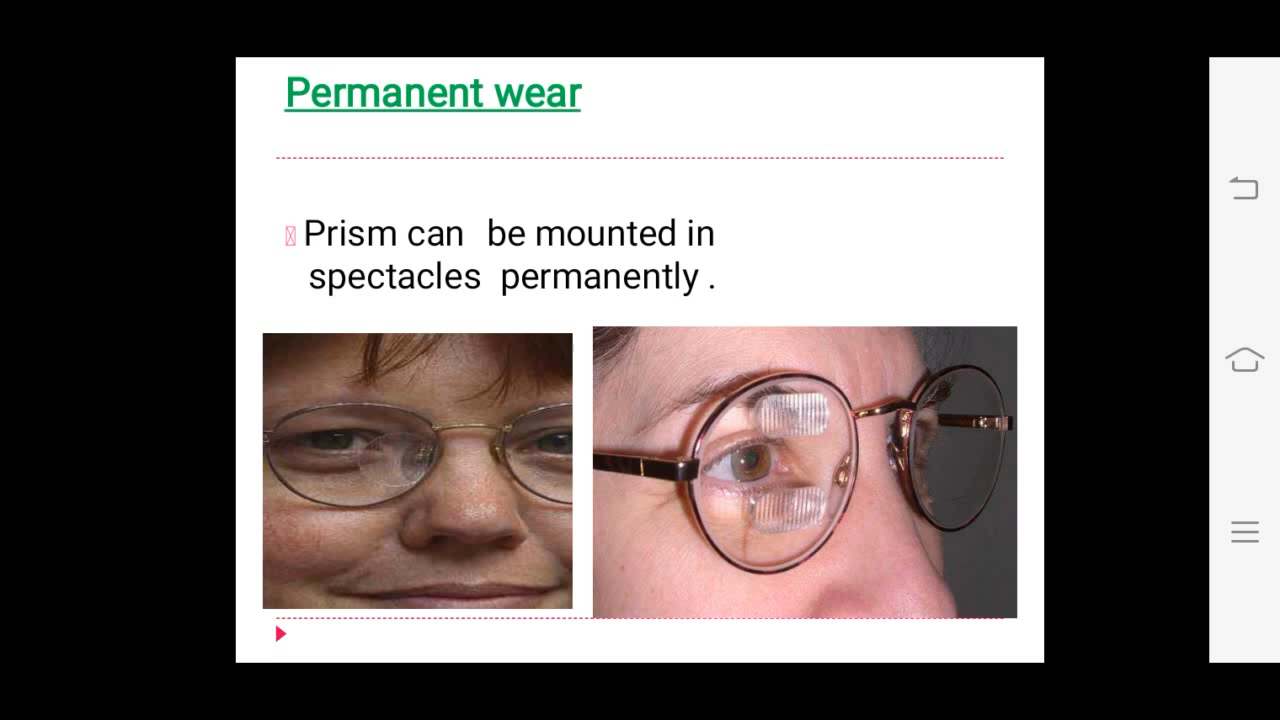 Permanent wear
Prism can be mounted in
spectacles permanently .